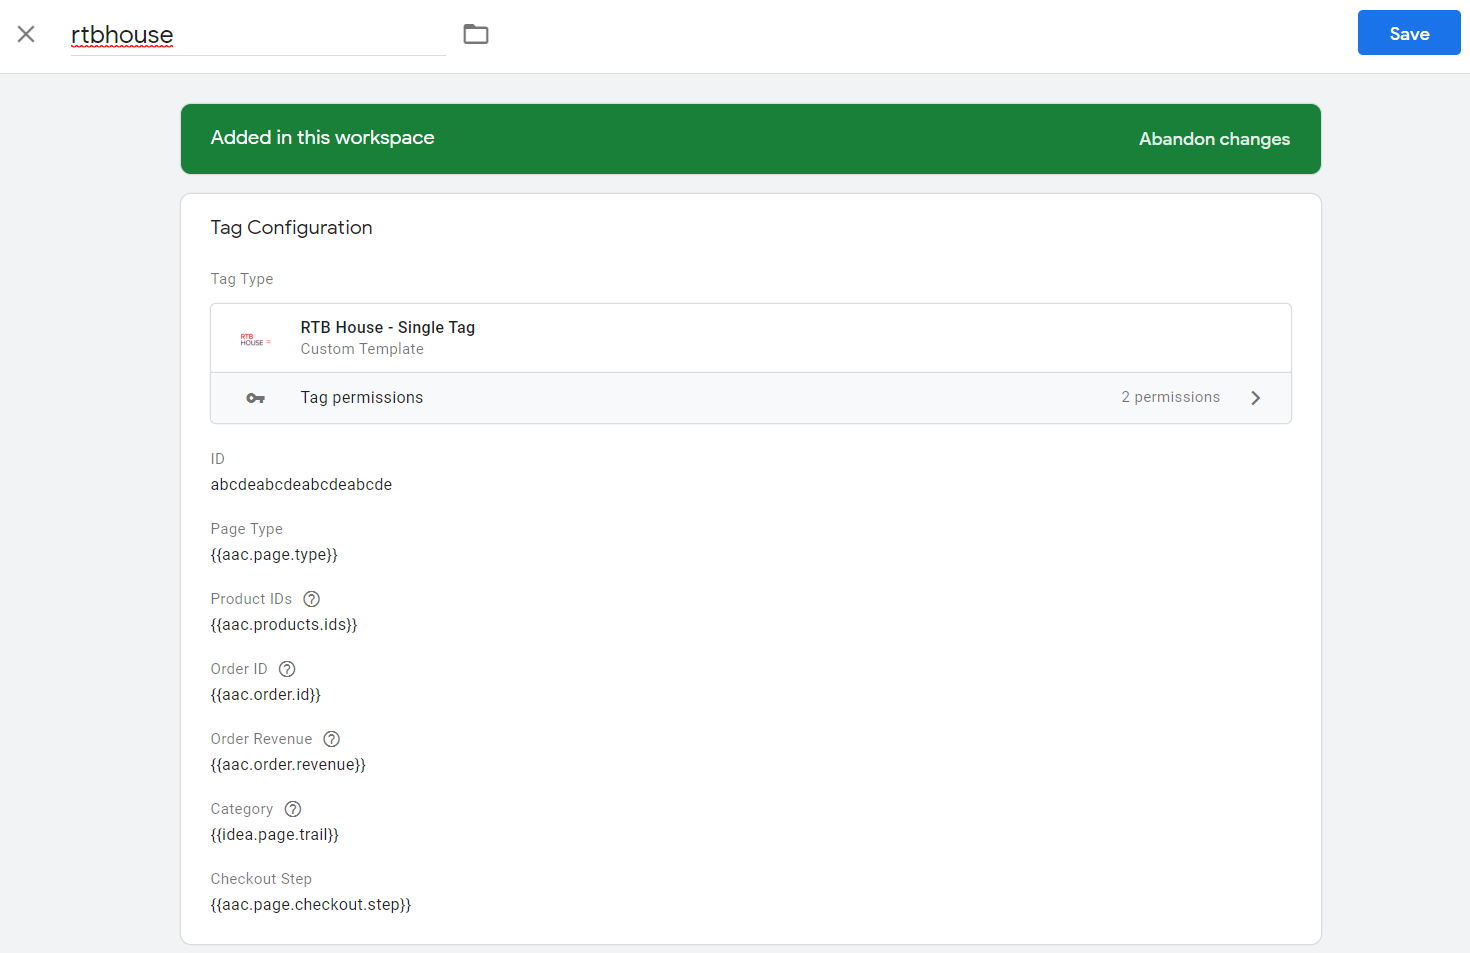 rtbhouse
Save
Added in this workspace
Abandon changes
Tag Configuration
Tag Type
RTB
HOUSE
RTB House - Single Tag
Custom Template
Tag permissions
2 permissions
ID
abcdeabcdeabcdeabcde
Page Type
{{aac.page.type}}
Product IDs
{{aac.products.ids}}
Order ID
{{aac.order.id}}
Order Revenue
{{aac.order.revenue}}
Category
{{idea.page.trail}}
Checkout Step
{{aac.page.checkout.step}}